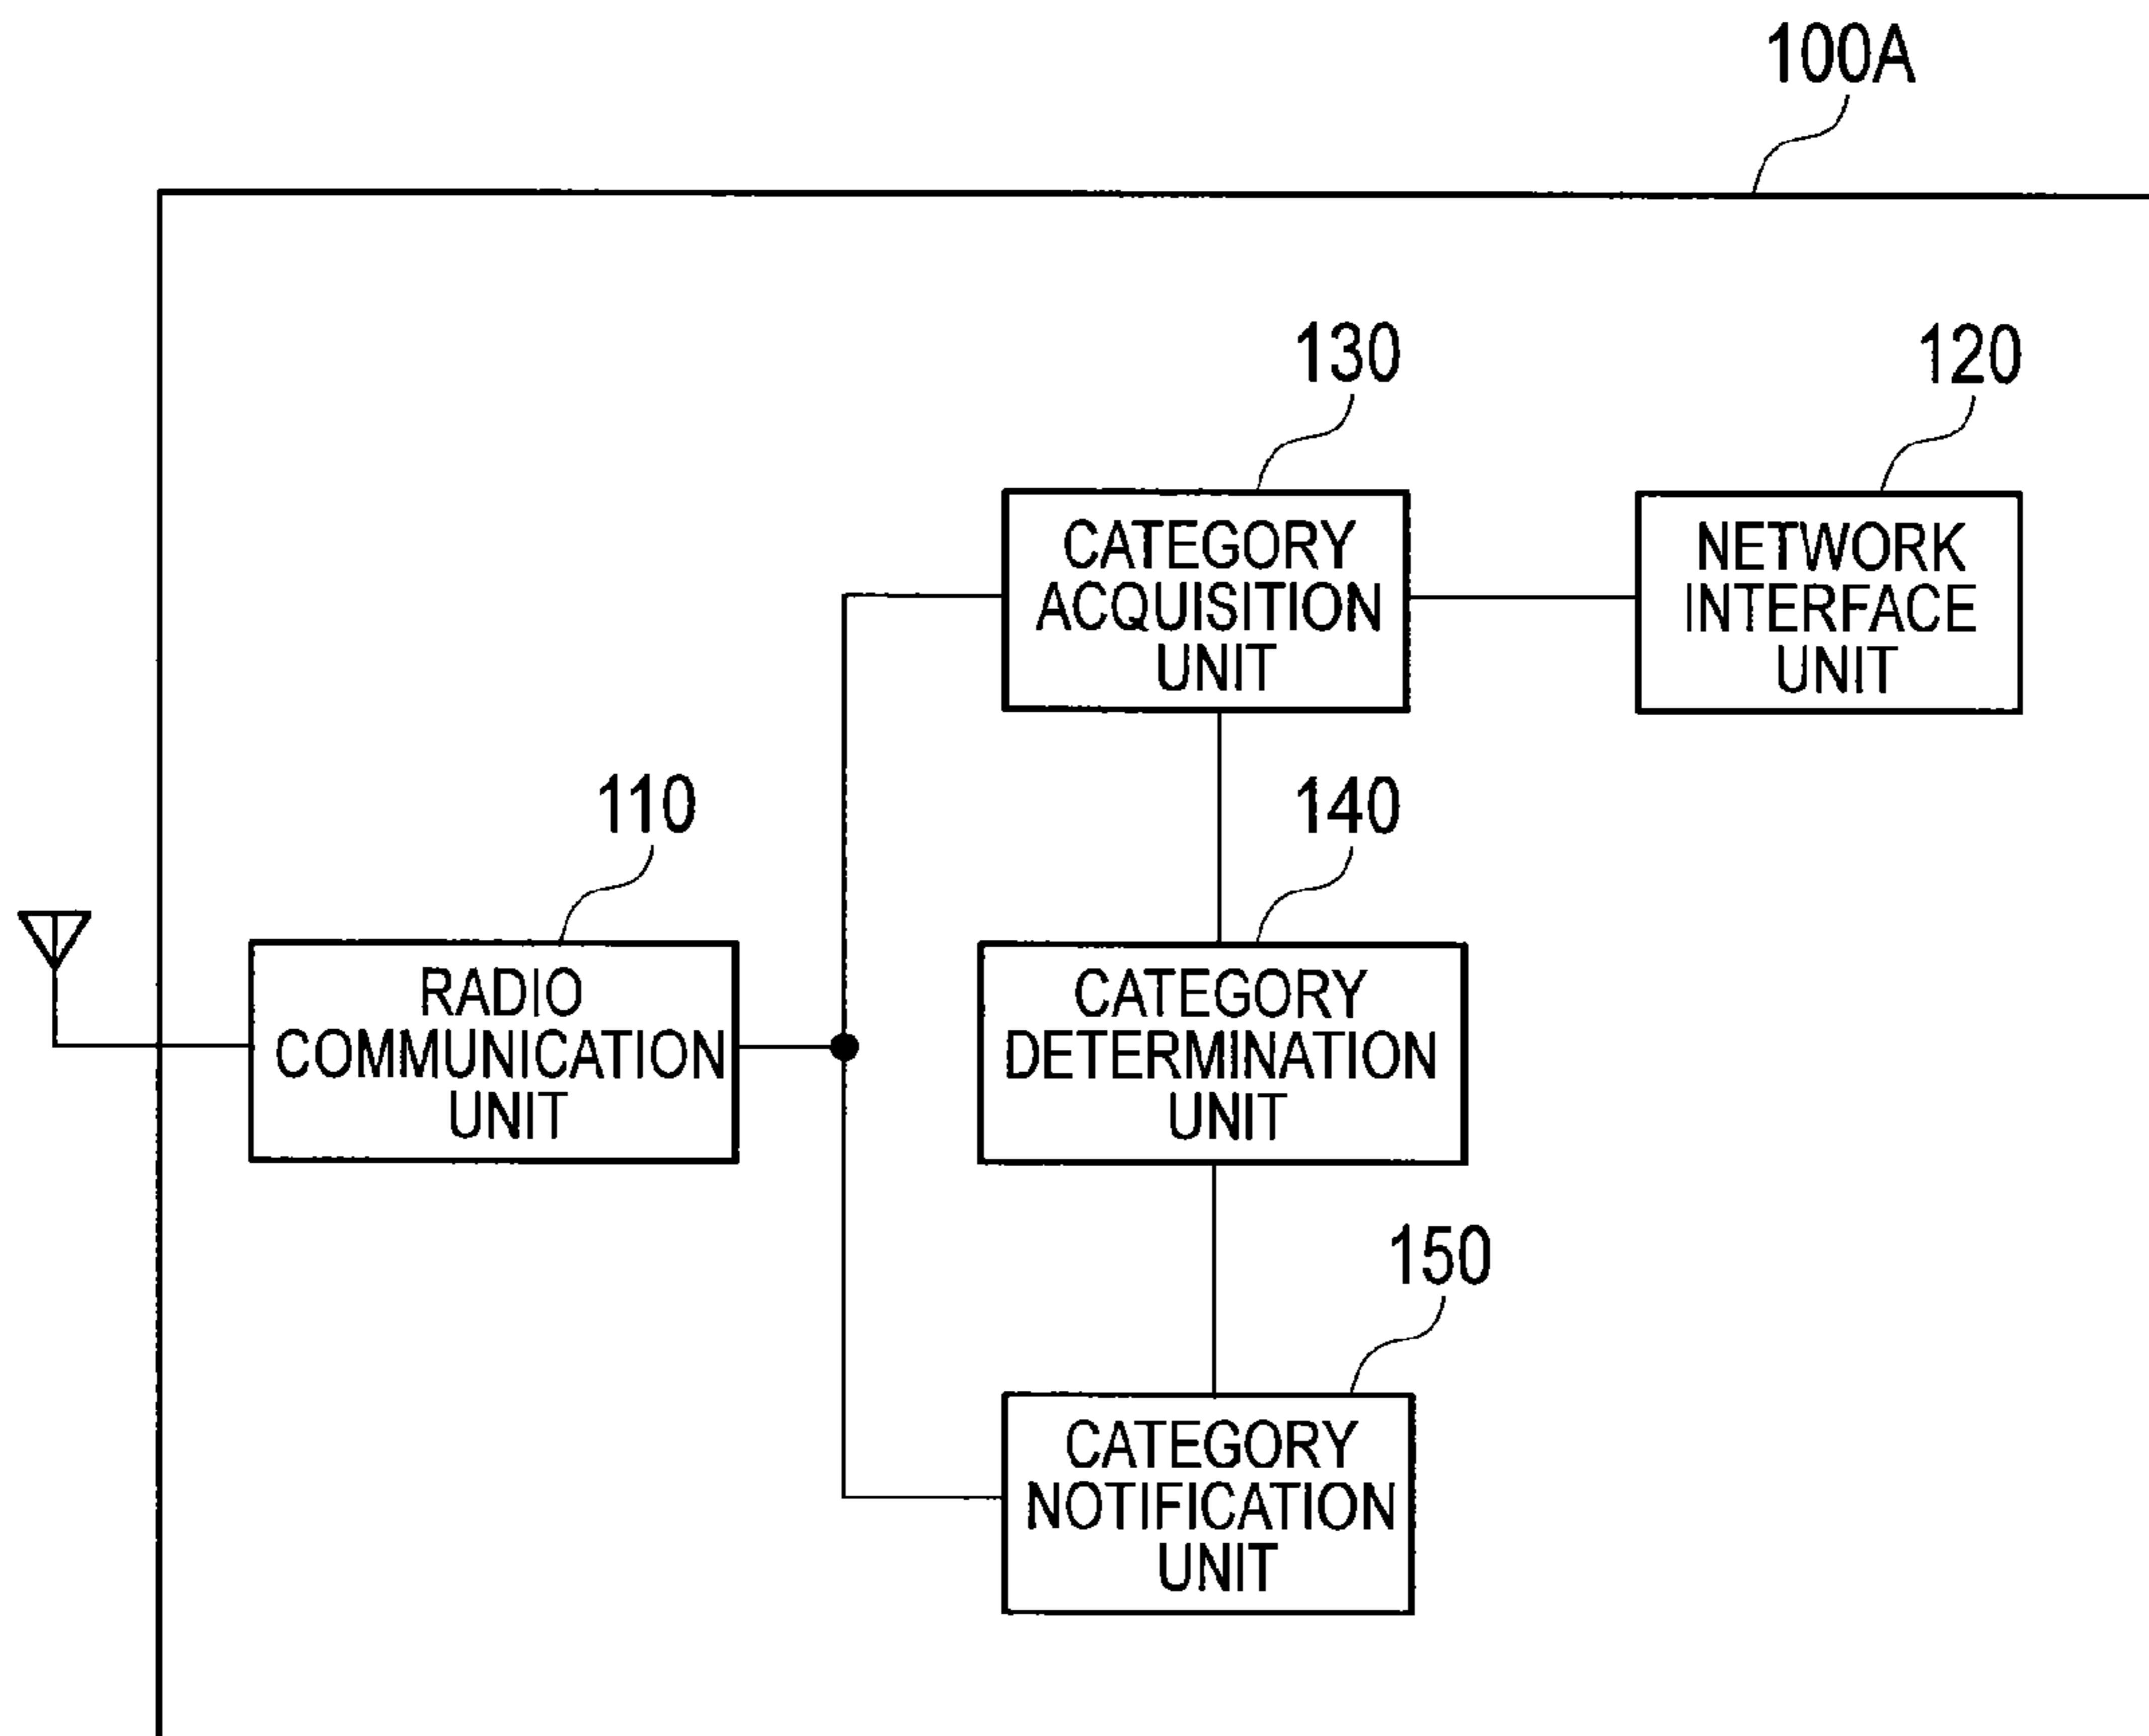 100A
130
120
CATEGORY
ACQUISITION
UNIT
NETWORK
INTERFACE
UNIT
110
140
RADIO
COMMUNICATION
UNIT
CATEGORY
DETERMINATION
UNIT
150
CATEGORY
NOTIFICATION
UNIT